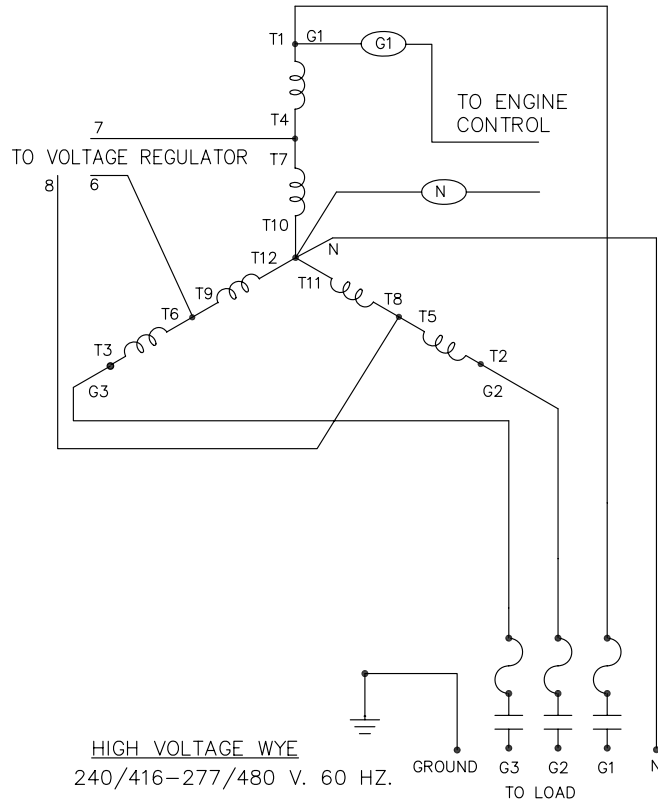 T1 G1 G1
TO ENGINE
CONTROL
T4
7
TO VOLTAGE REGULATOR
T7
8 6
N
T10
T12
N
T11
T9
T8
T6
T5
T3
T2
G3
G2
HIGH VOLTAGE WYE
240/416-277/480 V. 60 HZ.
GROUND G3 G2 G1 N
TO LOAD